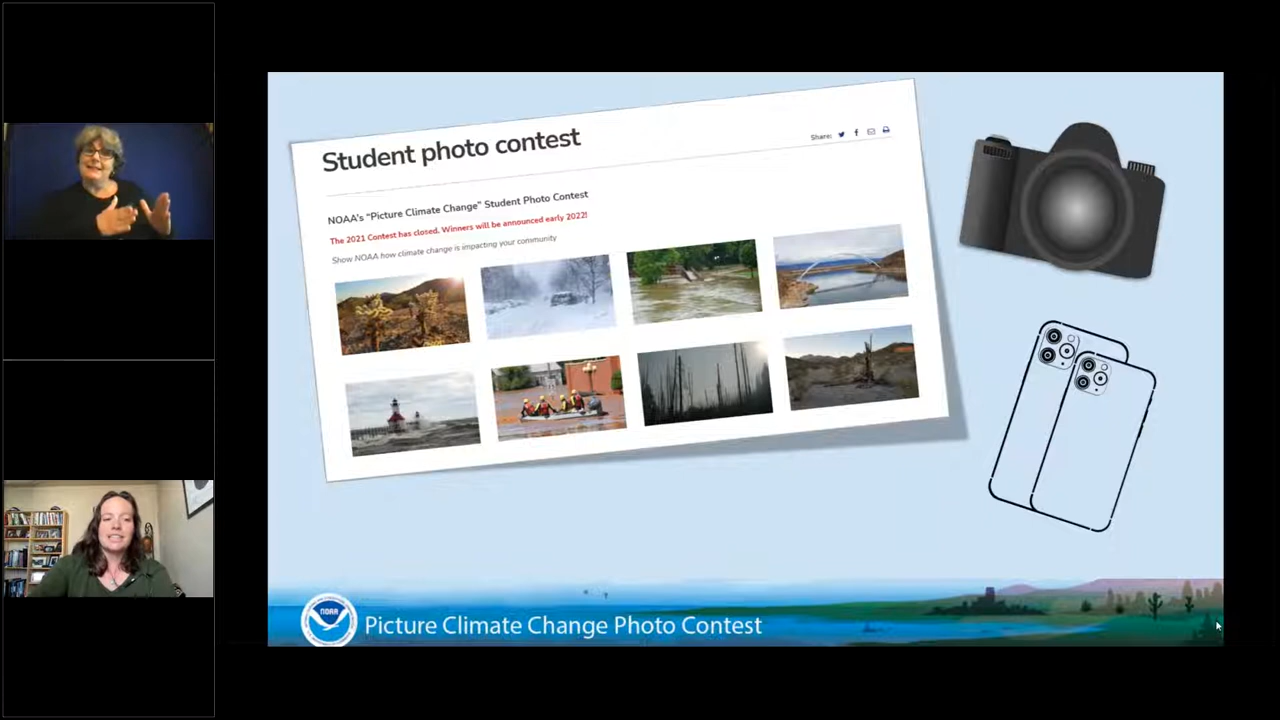 Student photo contest
Share:
NOAA's “Picture Climate Change” Student Photo Contest
The 2021 Contest has closed. Winners will be announced early 2022!
Show NOAA how climate change is impacting your community
NOAA
Picture Climate Change Photo Contest